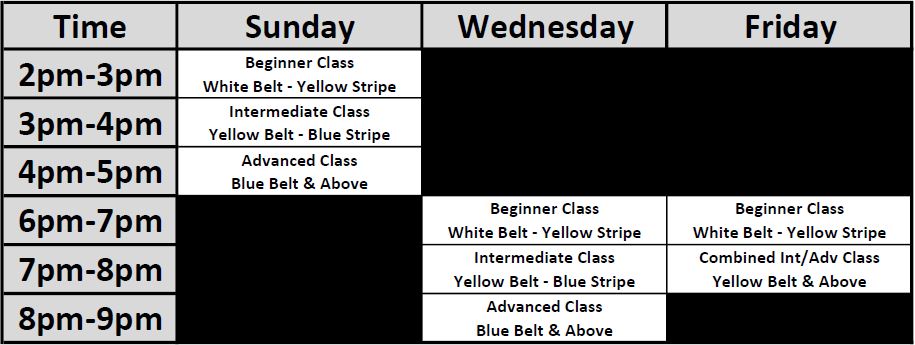 Time Sunday Wednesday Friday
2pm-3pm
Beginner Class
White Belt - Yellow Stripe
3pm-4pm
Intermediate Class
Yellow Belt - Blue Stripe
4pm-5pm
Advanced Class
Blue Belt & Above
6pm-7pm
Beginner Class
White Belt - Yellow Stripe
Beginner Class
White Belt - Yellow Stripe
7pm-8pm
Intermediate Class
Yellow Belt - Blue Stripe
Combined Int/Adv Class
Yellow Belt & Above
8pm-9pm
Advanced Class
Blue Belt & Above